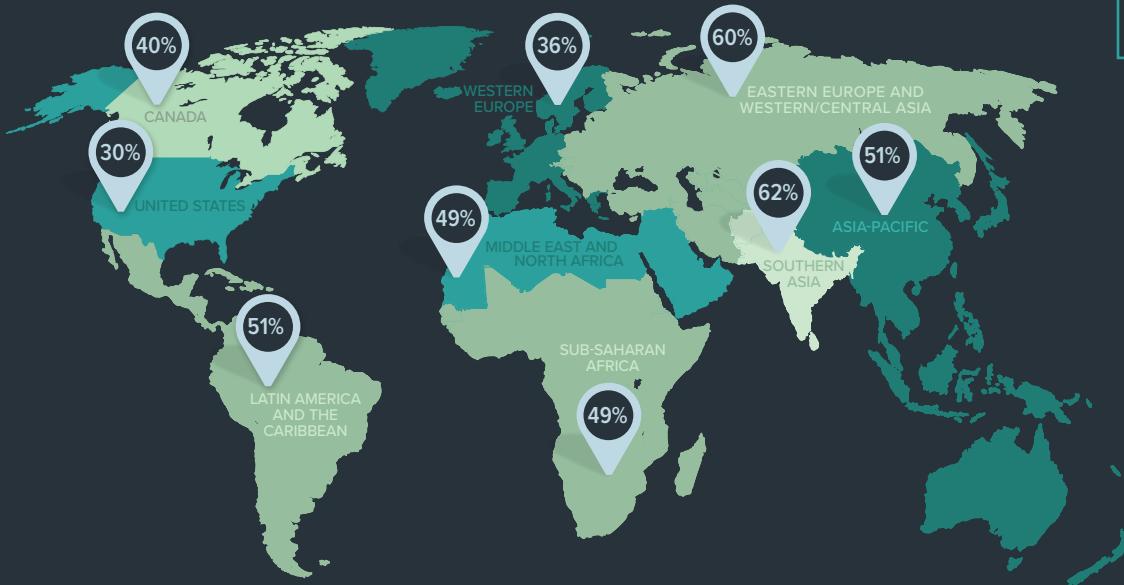 40%
CANADA
30%
UNITED STATES
51%
LATIN AMERICA
AND THE
CARIBBEAN
36%
WESTERN
EUROPE
60%
EASTERN EUROPE AND
WESTERN/CENTRAL ASIA
49%
MIDDLE EAST AND
NORTH AFRICA
SUB-SAHARAN
AFRICA
49%
62%
SOUTHERN
ASIA
51%
ASIA-PACIFIC